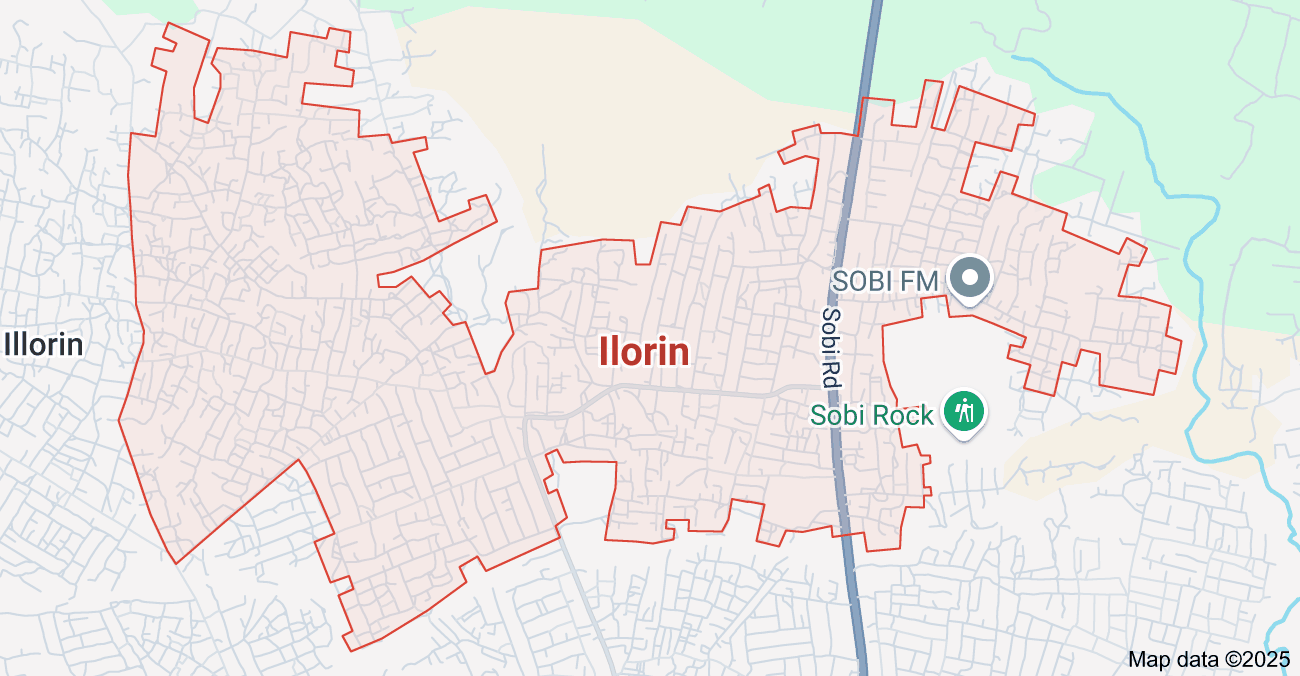 SOBI FM
Sobi Rd
Illorin
Ilorin
Sobi Rock
Map data ©2025